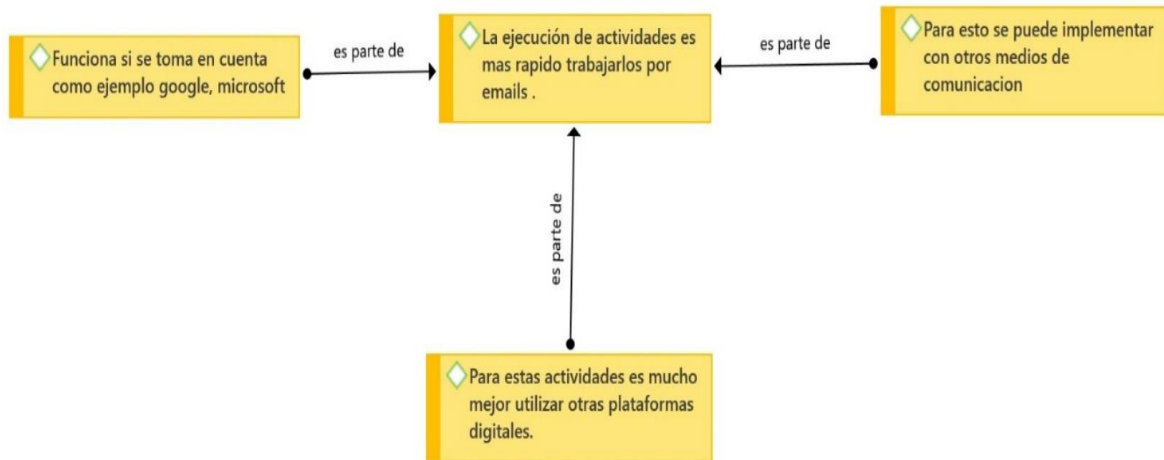 Funciona si se toma en cuenta
como ejemplo google, microsoft
es parte de
La ejecución de actividades es
mas rapido trabajarlos por
emails .
es parte de
Para esto se puede implementar
con otros medios de
comunicacion
es parte de
Para estas actividades es mucho
mejor utilizar otras plataformas
digitales.